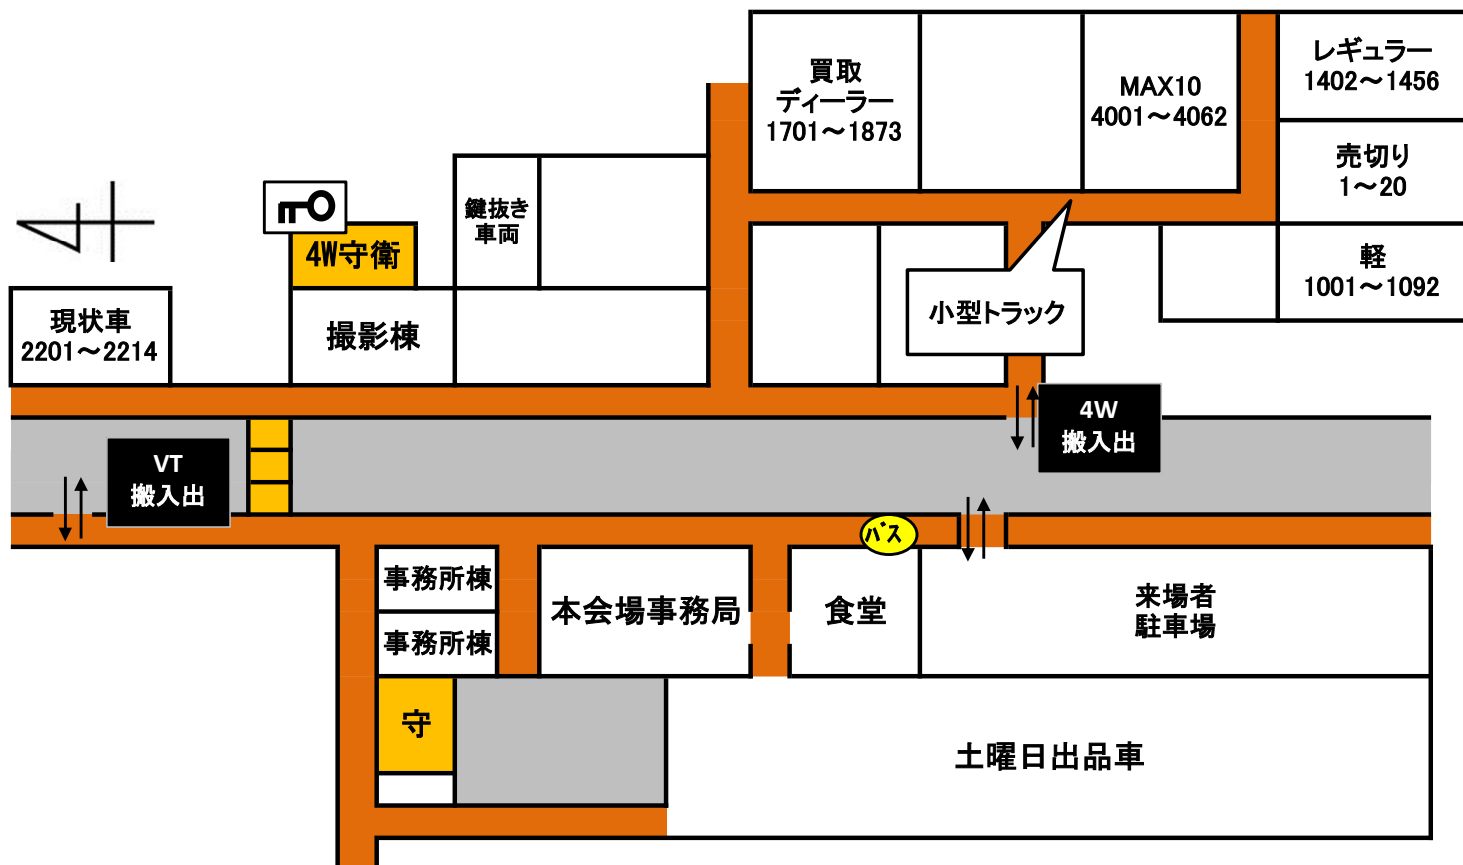 買取
ディーラー
1701～1873
MAX10
4001～4062
レギュラー
1402～1456
売切り
1～20
軽
1001～1092
鍵抜き
車両
4W守衛
撮影棟
現状車
2201～2214
小型トラック
4W
搬入出
VT
搬入出
バス
事務所棟
事務所棟
本会場事務局
食堂
来場者
駐車場
守
土曜日出品車